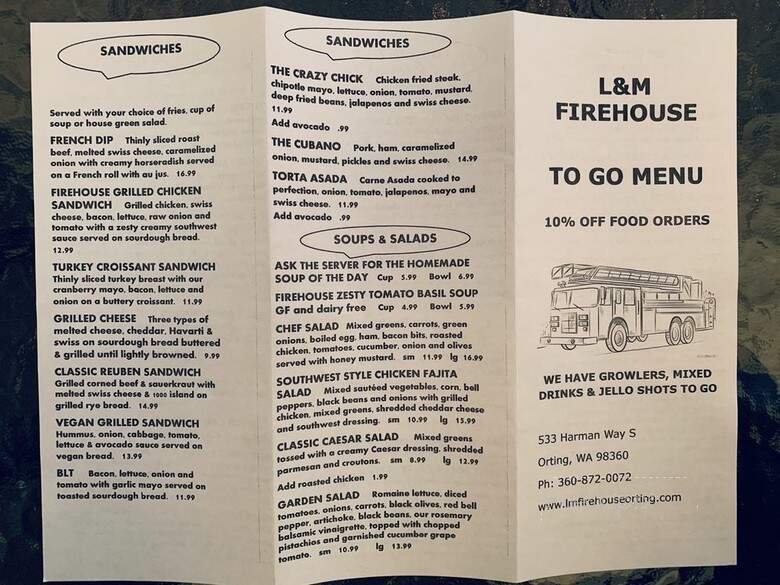 SANDWICHES
Served with your choice of fries, cup of
soup or house green salad.
FRENCH DIP Thinly sliced roast
beef, melted swiss cheese, caramelized
onion with creamy horseradish served
on a French roll with au jus. 16.99
FIREHOUSE GRILLED CHICKEN
SANDWICH Grilled chicken, swiss
cheese, bacon, lettuce, raw onion and
tomato with a zesty creamy southwest
sauce served on sourdough bread.
12.99
TURKEY CROISSANT SANDWICH
Thinly sliced turkey breast with our
cranberry mayo, bacon, lettuce and
onion on a buttery croissant. 11.99
GRILLED CHEESE Three types of
melted cheese, cheddar, Havarti &
swiss on sourdough bread buttered
& grilled until lightly browned. 9.99
CLASSIC REUBEN SANDWICH
Grilled corned beef & sauerkraut with
melted swiss cheese & 1000 island on
grilled rye bread. 14.99
VEGAN GRILLED SANDWICH
Hummus, onion, cabbage, tomato,
lettuce & avocado sauce served on
vegan bread. 13.99
BLT Bacon, lettuce, onion and
tomato with garlic mayo served on
toasted sourdough bread. 11.99
SANDWICHES
THE CRAZY CHICK Chicken fried steak,
chipotle mayo, lettuce, onion, tomato, mustard,
deep fried beans, jalapenos and swiss cheese.
11.99
Add avocado .99
THE CUBANO Pork, ham, caramelized
onion, mustard, pickles and swiss cheese. 14.99
TORTA ASADA Carne Asada cooked to
perfection, onion, tomato, jalapenos, mayo and
swiss cheese. 11.99
Add avocado .99
SOUPS & SALADS
ASK THE SERVER FOR THE HOMEMADE
SOUP OF THE DAY Cup 5.99 Bowl 6.99
FIREHOUSE ZESTY TOMATO BASIL SOUP
GF and dairy free Cup 4.99 Bowl 5.99
CHEF SALAD Mixed greens, carrots, green
onions, boiled egg, ham, bacon bits, roasted
chicken, tomatoes, cucumber, onion and olives
served with honey mustard. sm 11.99 lg 16.99
SOUTHWEST STYLE CHICKEN FAJITA
SALAD Mixed sautéed vegetables, corn, bell
peppers, black beans and onions with grilled
chicken, mixed greens, shredded cheddar cheese
and southwest dressing. sm 10.99 lg 15.99
CLASSIC CAESAR SALAD Mixed greens
tossed with a creamy Caesar dressing, shredded
parmesan and croutons. sm 8.99 lg 12.99
Add roasted chicken 1.99
GARDEN SALAD Romaine lettuce, diced
tomatoes, onions, carrots, black olives, red bell
pepper, artichoke, black beans, our rosemary
balsamic vinaigrette, topped with chopped
pistachios and garnished cucumber grape
tomato. sm 10.99 lg 13.99
L&M
FIREHOUSE
TO GO MENU
10% OFF FOOD ORDERS
WE HAVE GROWLERS, MIXED
DRINKS & JELLO SHOTS TO GO
533 Harman Way S
Orting, WA 98360
Ph: 360-872-0072
www.lmfirehouseorting.com